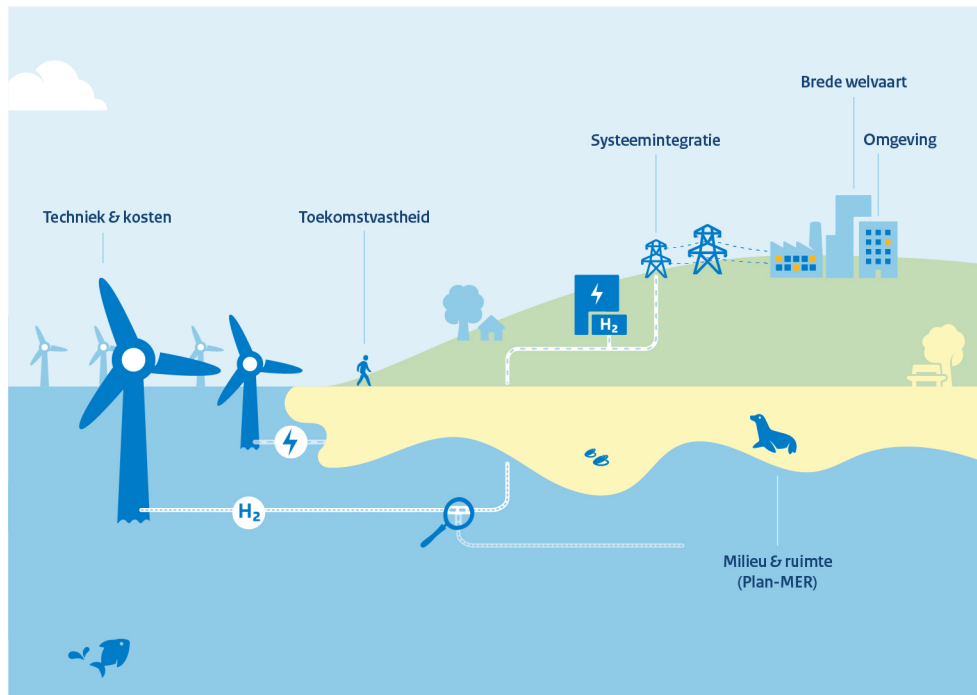 Brede welvaart
Systeemintegratie
Omgeving
Techniek & kosten
Toekomstvastheid
H₂
H₂
Milieu & ruimte
(Plan-MER)